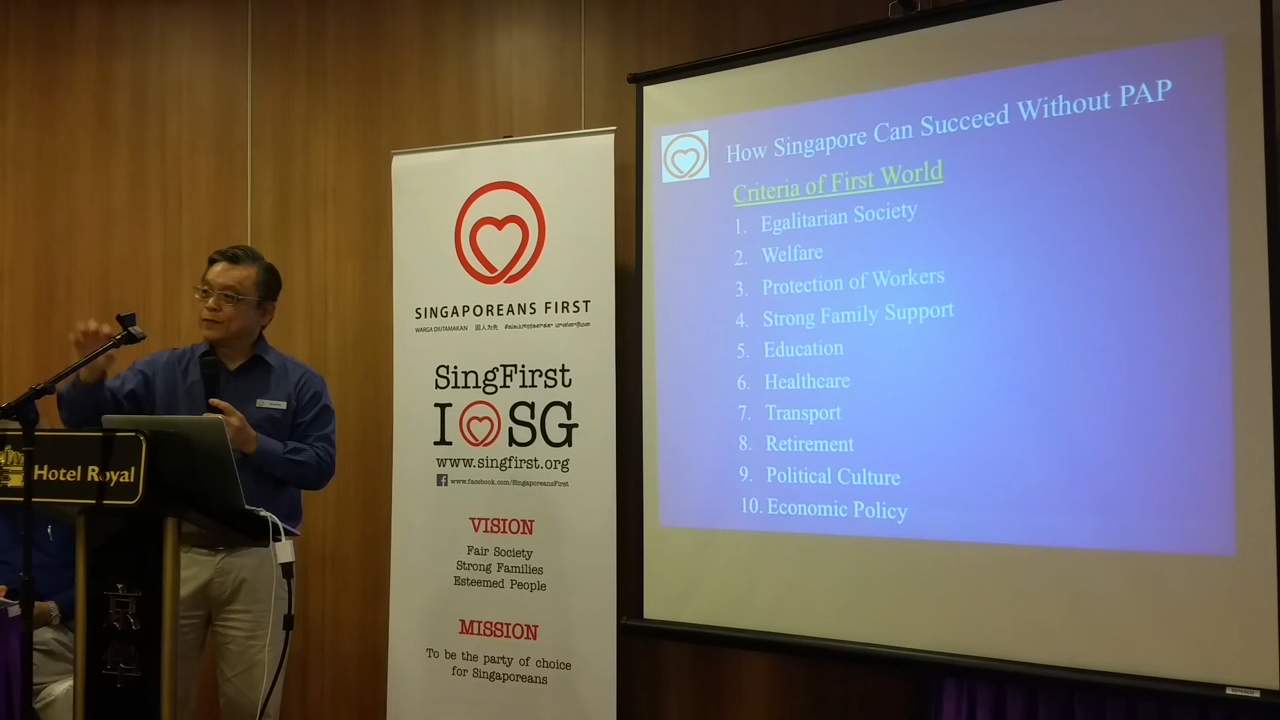 Hotel Royal
SINGAPOREANS FIRST
WARGA DIUTAMAKAN 国人为先
SingFirst
I SG
www.singfirst.org
www.facebook.com/SingaporeansFirst
VISION
Fair Society
Strong Families
Esteemed People
MISSION
To be the party of choice
for Singaporeans
How Singapore Can Succeed Without PAP
Criteria of First World
1. Egalitarian Society
2. Welfare
3. Protection of Workers
4. Strong Family Support
5. Education
6. Healthcare
7. Transport
8. Retirement
9. Political Culture
10. Economic Policy